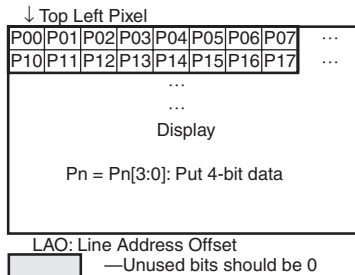 ↓ Top Left Pixel
P00 P01 P02 P03 P04 P05 P06 P07 ...
P10 P11 P12 P13 P14 P15 P16 P17 ...
...
...
Display
Pn = Pn[3:0]: Put 4-bit data
LAO: Line Address Offset
—Unused bits should be 0